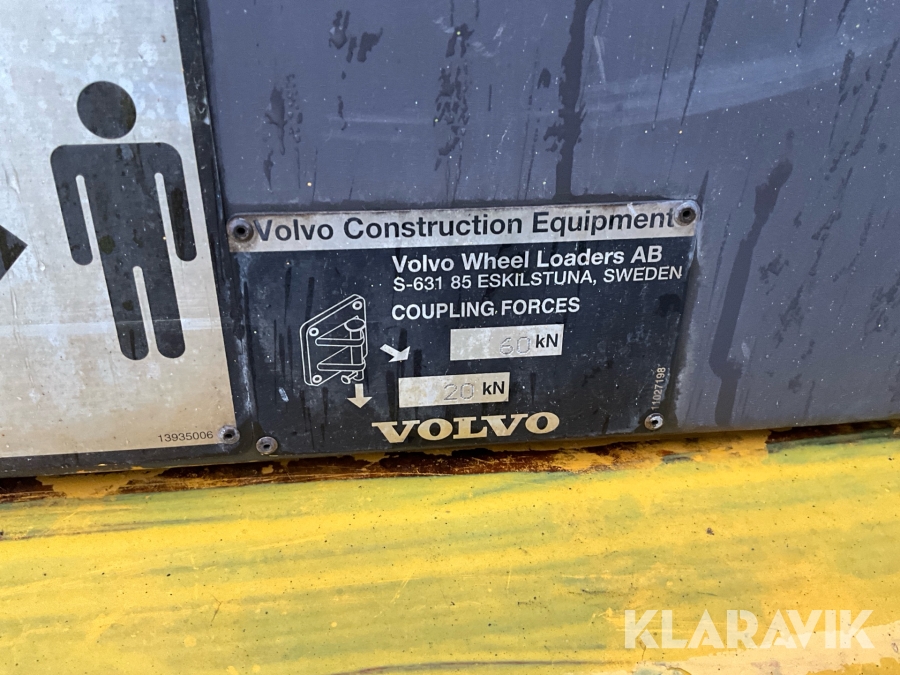 Volvo Construction Equipment
Volvo Wheel Loaders AB
S-631 85 ESKILSTUNA, SWEDEN
COUPLING FORCES
60 kN
20 kN
VOLVO
11027198
13935006
KLARAVIK